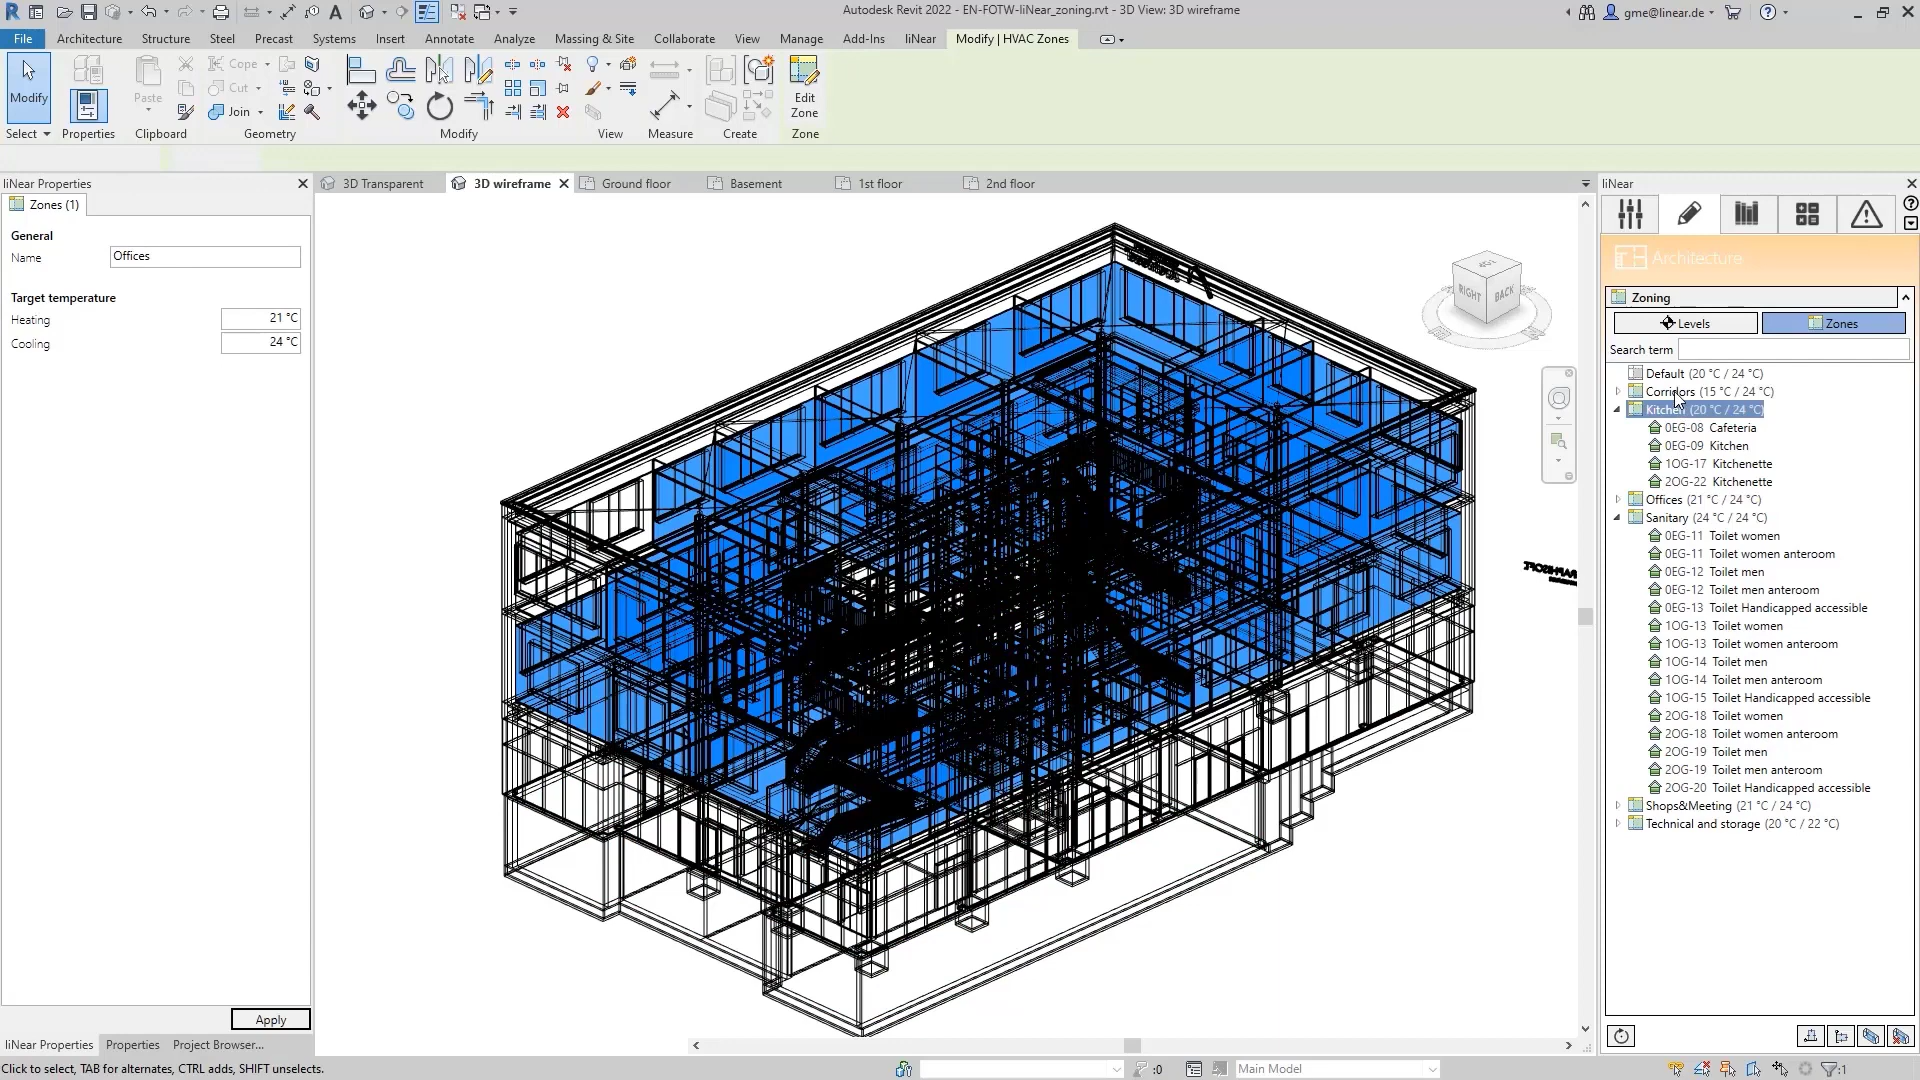 Autodesk Revit 2022 - EN-FOTW-liNear_zoning.rvt - 3D View: 3D wireframe
gme@linear.de
File
Architecture
Structure
Steel
Precast
Systems
Insert
Annotate
Analyze
Massing & Site
Collaborate
View
Manage
Add-Ins
liNear
Modify | HVAC Zones
Modify
Paste
Cope
Cut
Join
Edit
Zone
Select
Properties
Clipboard
Geometry
Modify
View
Measure
Create
Zone
liNear Properties
3D Transparent
3D wireframe
Ground floor
Basement
1st floor
2nd floor
liNear
Zones (1)
General
Name
Offices
Target temperature
Heating
21 °C
Cooling
24 °C
Apply
TOP
RIGHT
BACK
Architecture
Zoning
Levels
Zones
Search term
Default (20 °C / 24 °C)
Corridors (15 °C / 24 °C)
Kitchen (20 °C / 24 °C)
0EG-08 Cafeteria
0EG-09 Kitchen
1OG-17 Kitchenette
2OG-22 Kitchenette
Offices (21 °C / 24 °C)
Sanitary (24 °C / 24 °C)
0EG-11 Toilet women
0EG-11 Toilet women anteroom
0EG-12 Toilet men
0EG-12 Toilet men anteroom
0EG-13 Toilet Handicapped accessible
1OG-13 Toilet women
1OG-13 Toilet women anteroom
1OG-14 Toilet men
1OG-14 Toilet men anteroom
1OG-15 Toilet Handicapped accessible
2OG-18 Toilet women
2OG-18 Toilet women anteroom
2OG-19 Toilet men
2OG-19 Toilet men anteroom
2OG-20 Toilet Handicapped accessible
Shops&Meeting (21 °C / 24 °C)
Technical and storage (20 °C / 22 °C)
liNear Properties
Properties
Project Browser...
Click to select, TAB for alternates, CTRL adds, SHIFT unselects.
:0
Main Model
:1